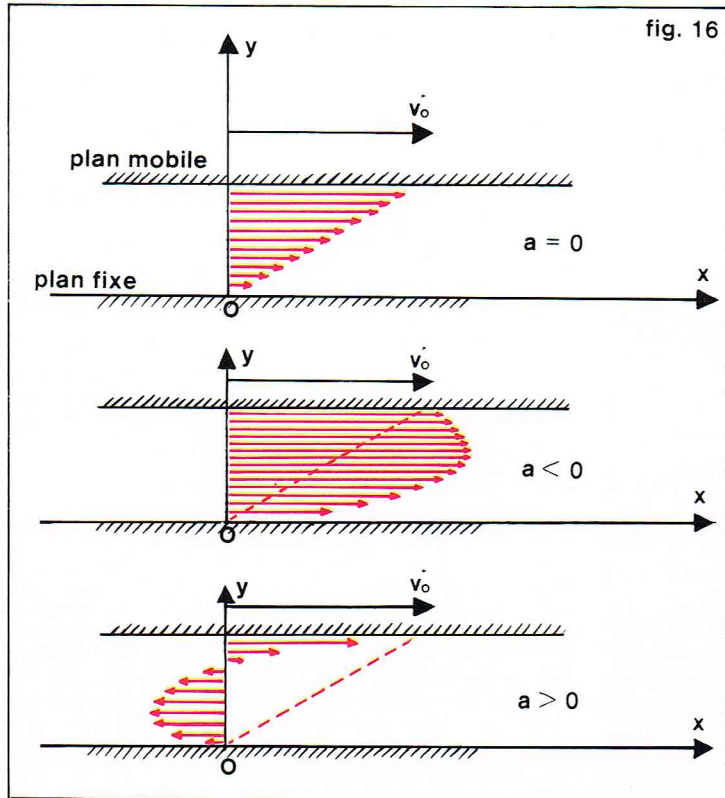 fig. 16
y
v₀
plan mobile
a = 0
plan fixe
x
O
y
v₀
a < 0
x
O
y
v₀
a > 0
x
O